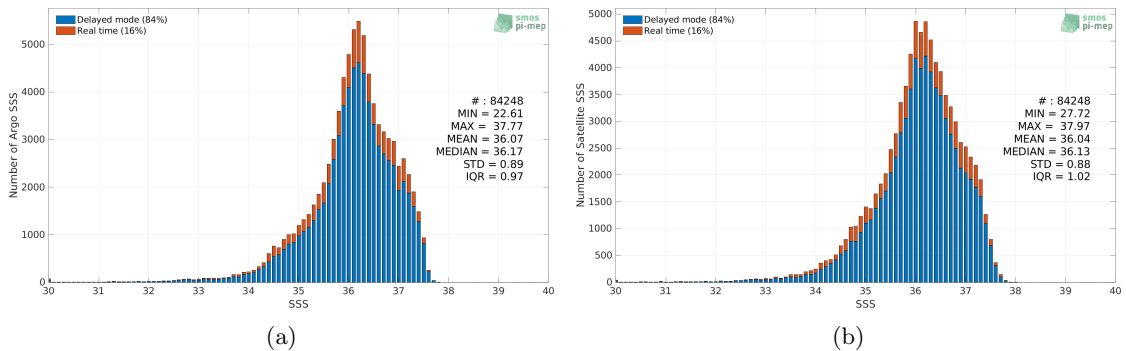 Delayed mode (84%)
Real time (16%)
smos
pi-mep
# : 84248
MIN = 22.61
MAX = 37.77
MEAN = 36.07
MEDIAN = 36.17
STD = 0.89
IQR = 0.97
Number of Argo SSS
5000
4000
3000
2000
1000
0
30 31 32 33 34 35 36 37 38 39 40
SSS
(a)
Delayed mode (84%)
Real time (16%)
smos
pi-mep
# : 84248
MIN = 27.72
MAX = 37.97
MEAN = 36.04
MEDIAN = 36.13
STD = 0.88
IQR = 1.02
Number of Satellite SSS
5000
4500
4000
3500
3000
2500
2000
1500
1000
500
0
30 31 32 33 34 35 36 37 38 39 40
SSS
(b)